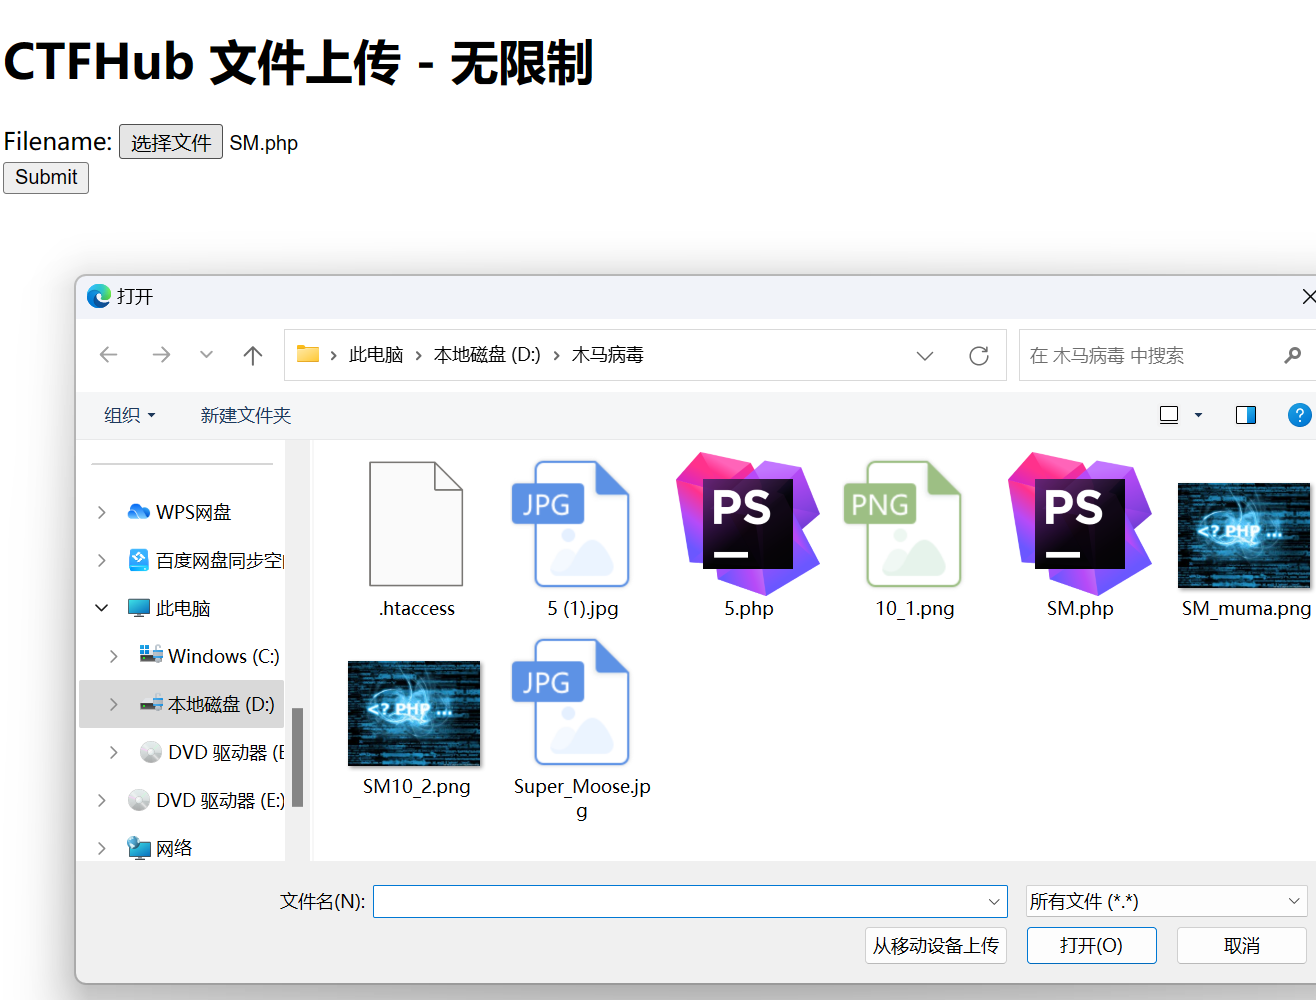 CTFHub 文件上传 - 无限制
Filename: 选择文件 SM.php
Submit
打开
此电脑 本地磁盘 (D:) 木马病毒
在 木马病毒 中搜索
组织 新建文件夹
?
WPS网盘
百度网盘同步空
此电脑
Windows (C:)
本地磁盘 (D:)
DVD 驱动器 (E
DVD 驱动器 (E:)
网络
JPG
PS
PNG
PS
<? PHP ...
.htaccess
5 (1).jpg
5.php
10_1.png
SM.php
SM_muma.png
<? PHP ...
JPG
SM10_2.png
Super_Moose.jp
g
文件名(N):
所有文件 (*.*)
从移动设备上传 打开(O) 取消